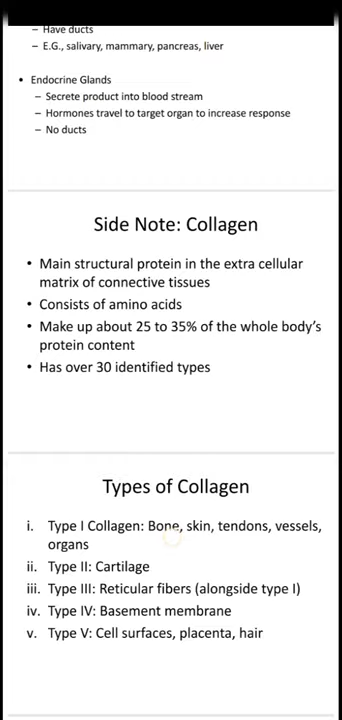 – Have ducts
– E.G., salivary, mammary, pancreas, liver
• Endocrine Glands
– Secrete product into blood stream
– Hormones travel to target organ to increase response
– No ducts
Side Note: Collagen
• Main structural protein in the extra cellular
matrix of connective tissues
• Consists of amino acids
• Make up about 25 to 35% of the whole body's
protein content
• Has over 30 identified types
Types of Collagen
i. Type I Collagen: Bone, skin, tendons, vessels,
organs
ii. Type II: Cartilage
iii. Type III: Reticular fibers (alongside type I)
iv. Type IV: Basement membrane
v. Type V: Cell surfaces, placenta, hair